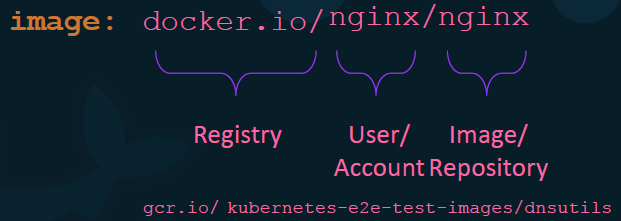 image: docker.io/nginx/nginx
Registry User/ Image/
Account Repository
gcr.io/ kubernetes-e2e-test-images/dnsutils